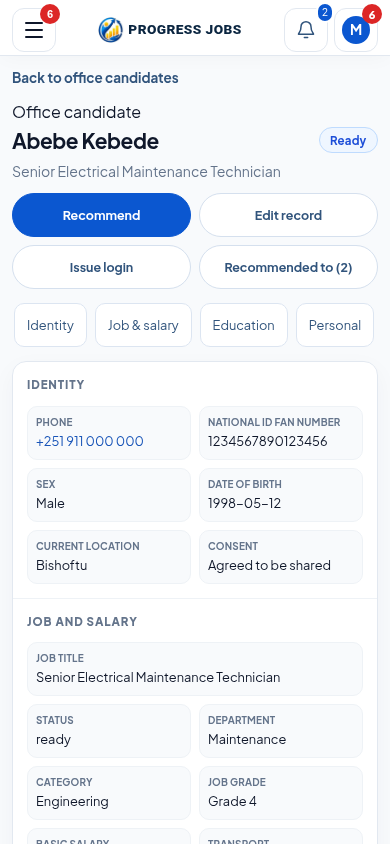 6
PROGRESS JOBS
2
M
6
Back to office candidates
Office candidate
Abebe Kebede
Ready
Senior Electrical Maintenance Technician
Recommend
Edit record
Issue login
Recommended to (2)
Identity
Job & salary
Education
Personal
IDENTITY
PHONE
+251 911 000 000
NATIONAL ID FAN NUMBER
1234567890123456
SEX
Male
DATE OF BIRTH
1998-05-12
CURRENT LOCATION
Bishoftu
CONSENT
Agreed to be shared
JOB AND SALARY
JOB TITLE
Senior Electrical Maintenance Technician
STATUS
ready
DEPARTMENT
Maintenance
CATEGORY
Engineering
JOB GRADE
Grade 4
BASIC SALARY
TRANSPORT